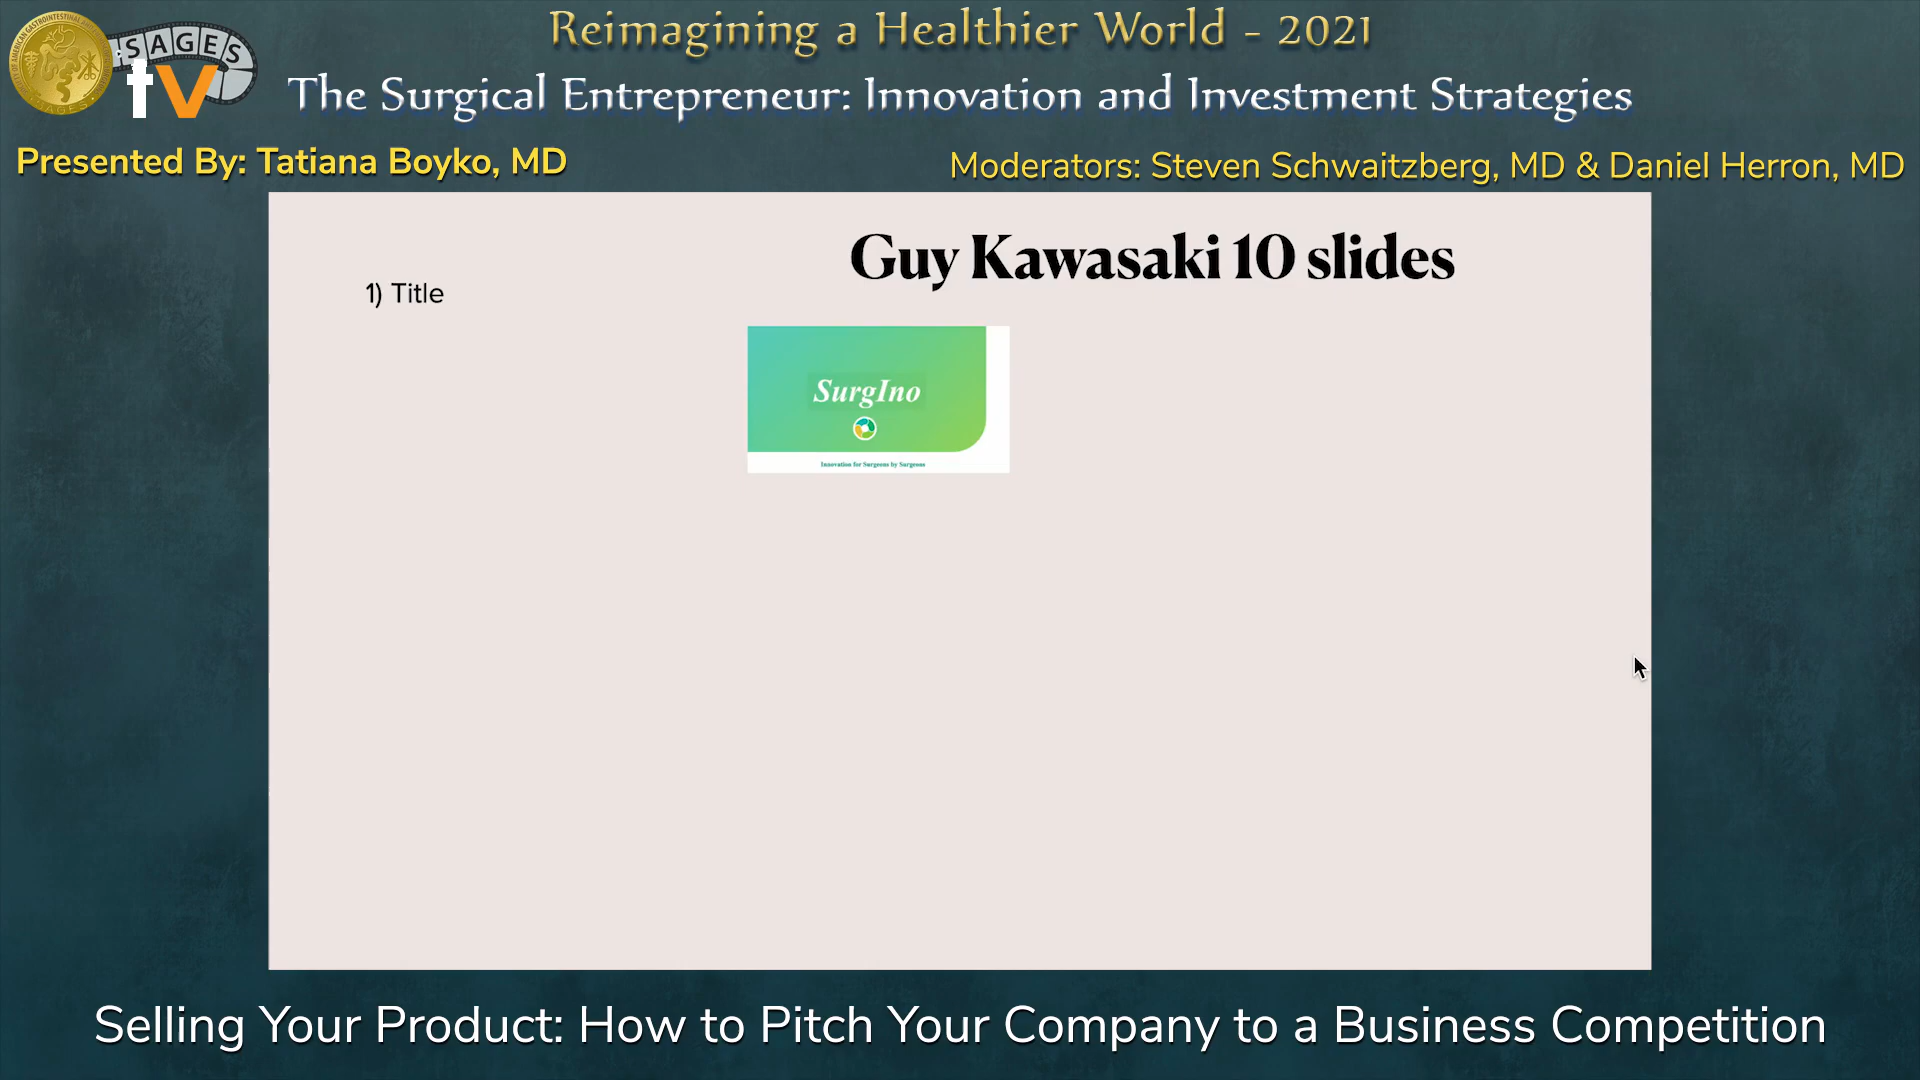 Reimagining a Healthier World - 2021
SAGES
tv
The Surgical Entrepreneur: Innovation and Investment Strategies
Presented By: Tatiana Boyko, MD
Moderators: Steven Schwaitzberg, MD & Daniel Herron, MD
Guy Kawasaki 10 slides
1) Title
SurgIno
Innovation for Surgeons by Surgeons
Selling Your Product: How to Pitch Your Company to a Business Competition